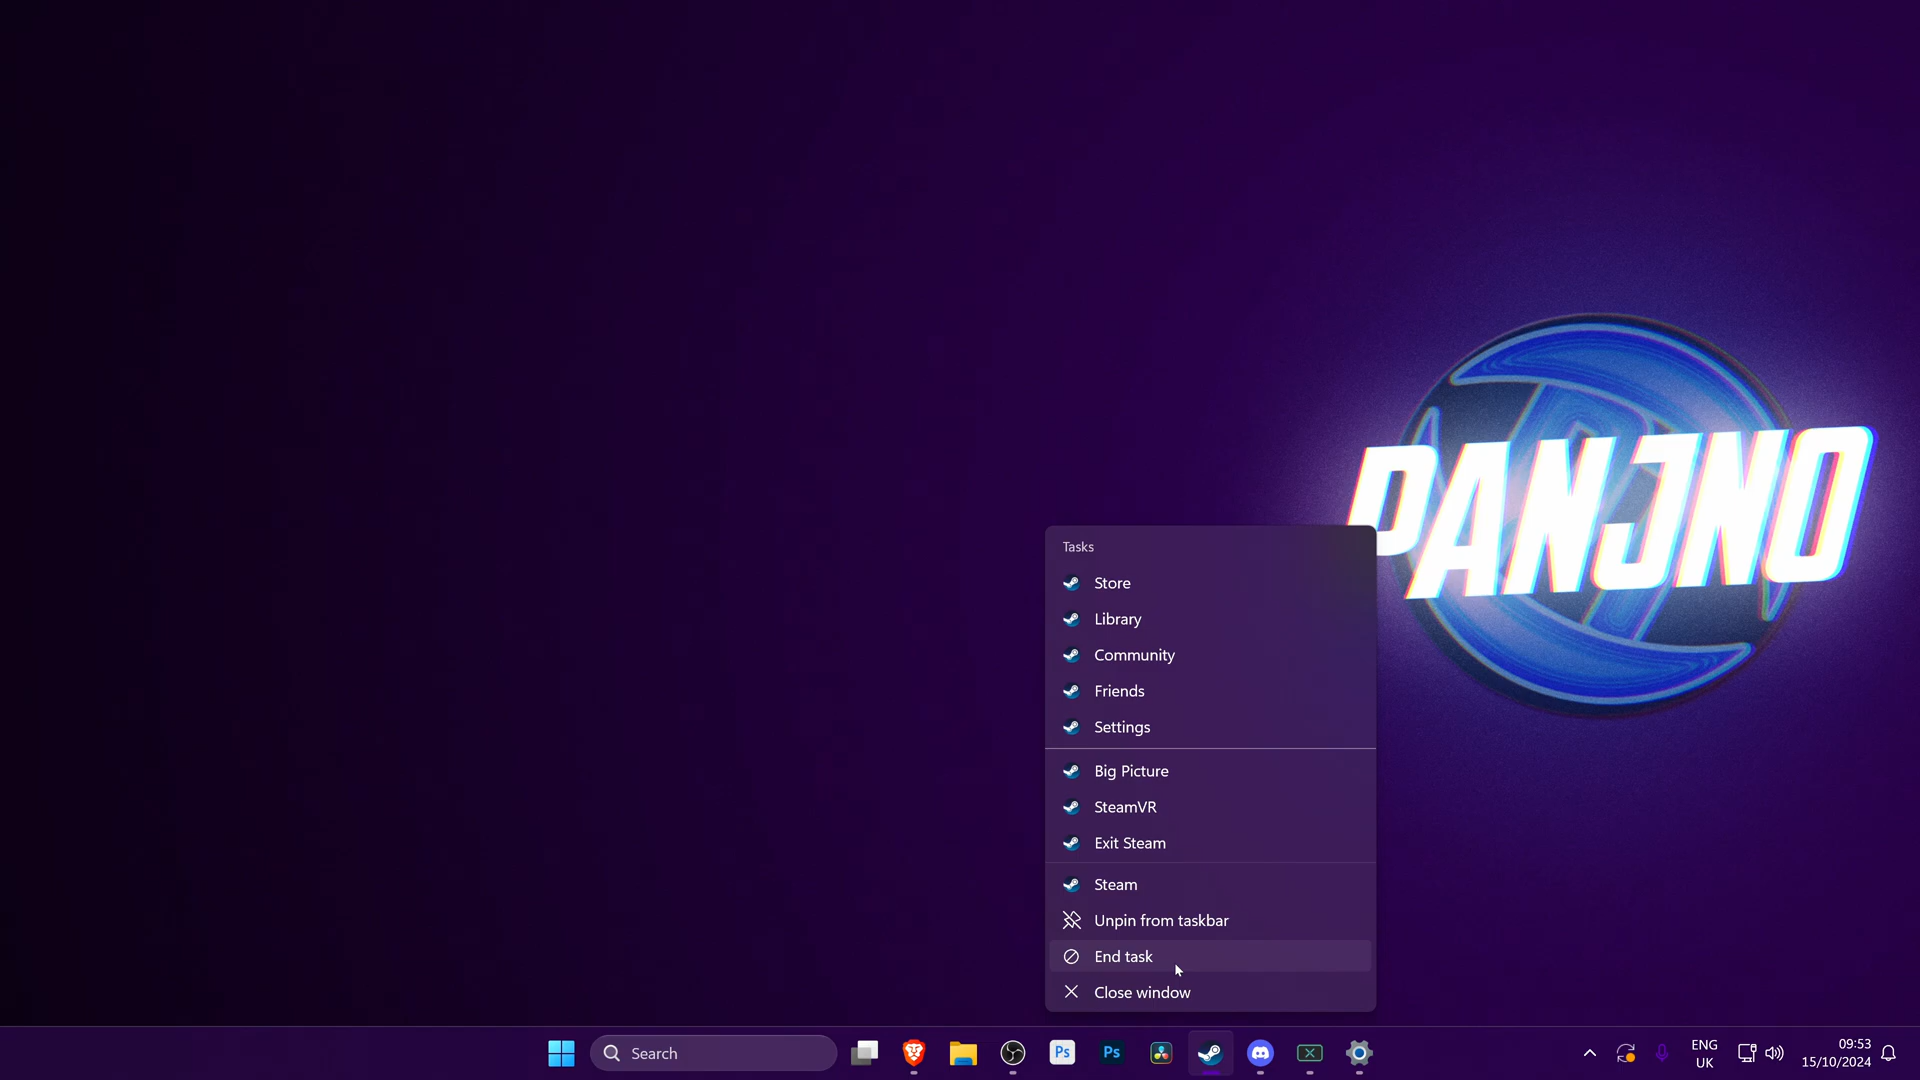 PANJNO
Tasks
Store
Library
Community
Friends
Settings
Big Picture
SteamVR
Exit Steam
Steam
Unpin from taskbar
End task
Close window
Search
Ps
Ps
ENG
UK
09:53
15/10/2024